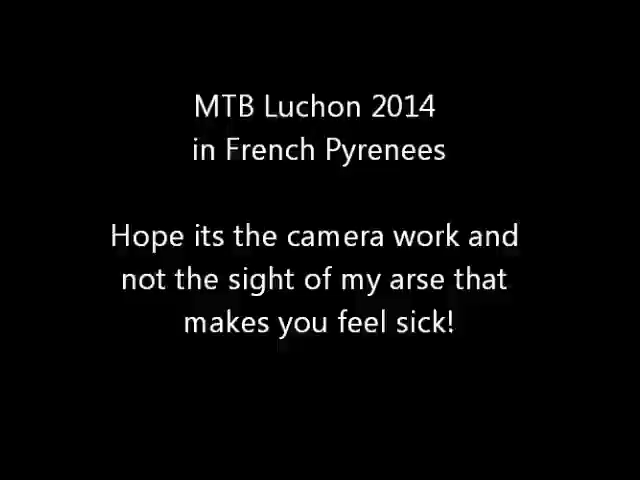 MTB Luchon 2014
in French Pyrenees
Hope its the camera work and
not the sight of my arse that
makes you feel sick!